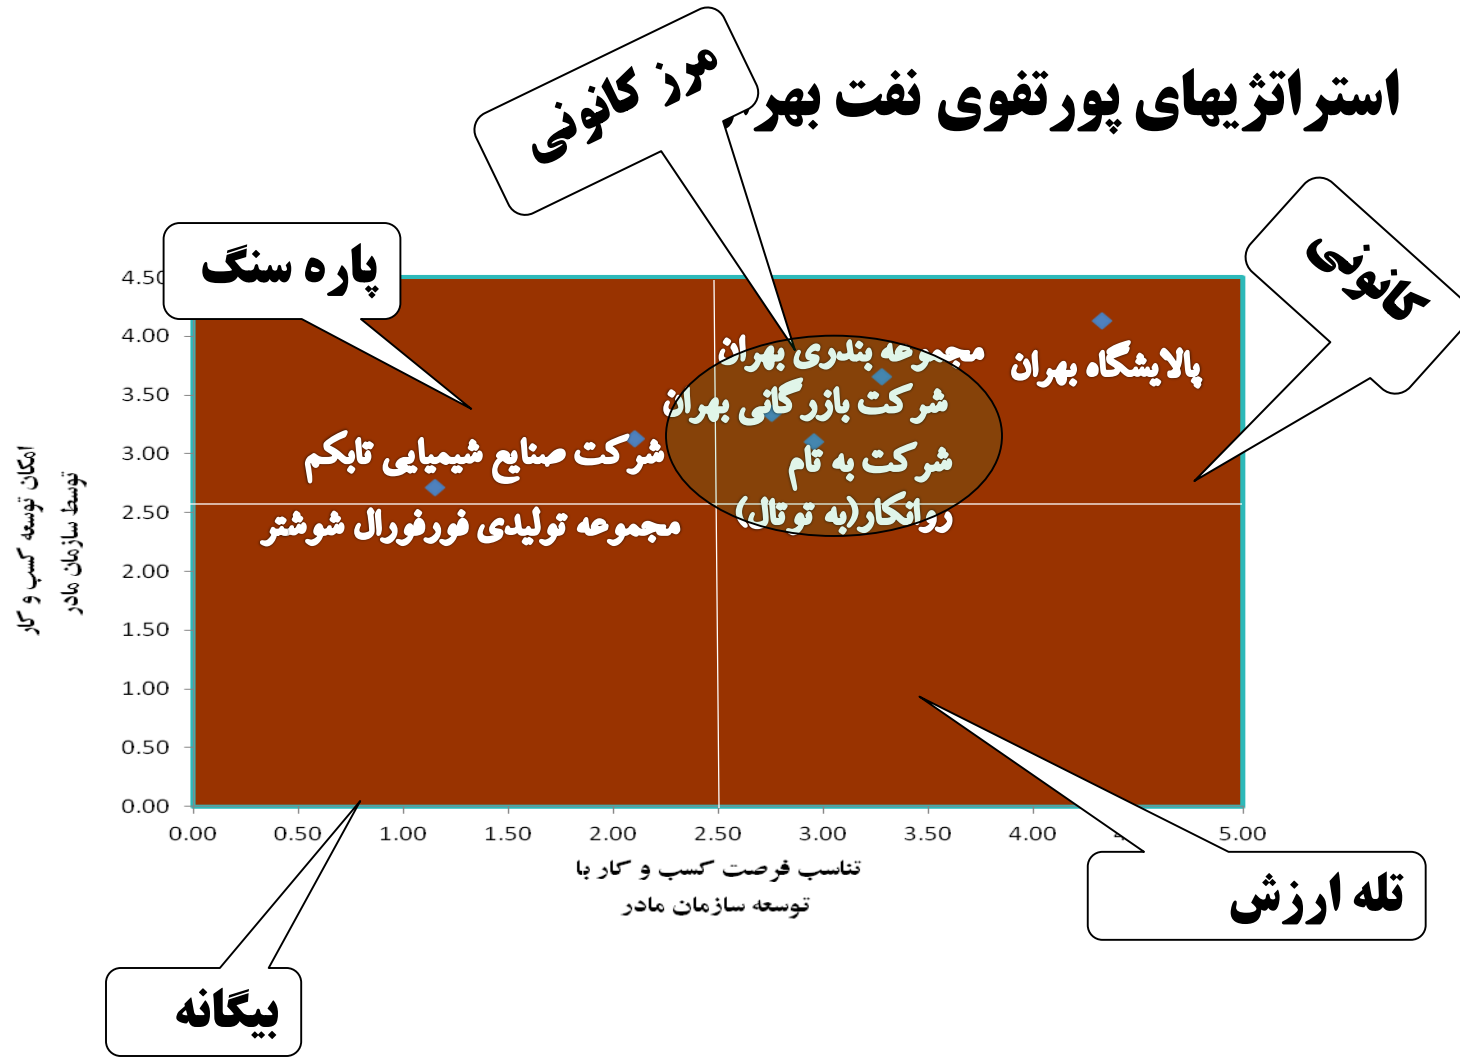 استراتژیهای پورتفوی نفت بهر
مرز کانونی
کانونی
پاره سنگ
4.50
4.00
3.50
3.00
2.50
2.00
1.50
1.00
0.50
0.00
مجموعه بندری بهران
پالایشگاه بهران
شرکت بازرگانی بهران
شرکت صنایع شیمیایی تابکم
شرکت به تام
روانکار(به توتال)
مجموعه تولیدی فورفورال شوشتر
امکان توسعه کسب و کار
توسط سازمان مادر
0.00 0.50 1.00 1.50 2.00 2.50 3.00 3.50 4.00 5.00
تناسب فرصت کسب و کار با
توسعه سازمان مادر
تله ارزش
بیگانه